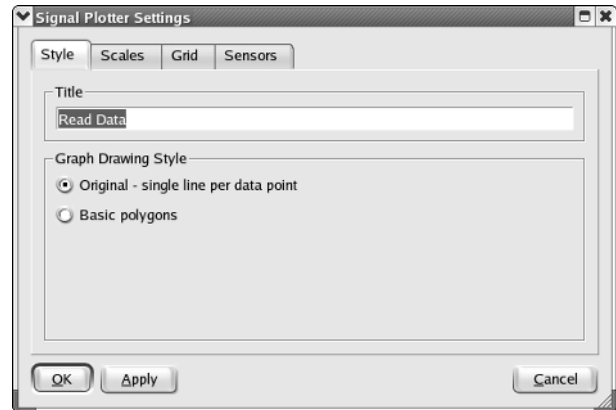 Signal Plotter Settings
Style Scales Grid Sensors
Title
Read Data
Graph Drawing Style
Original - single line per data point
Basic polygons
OK Apply Cancel